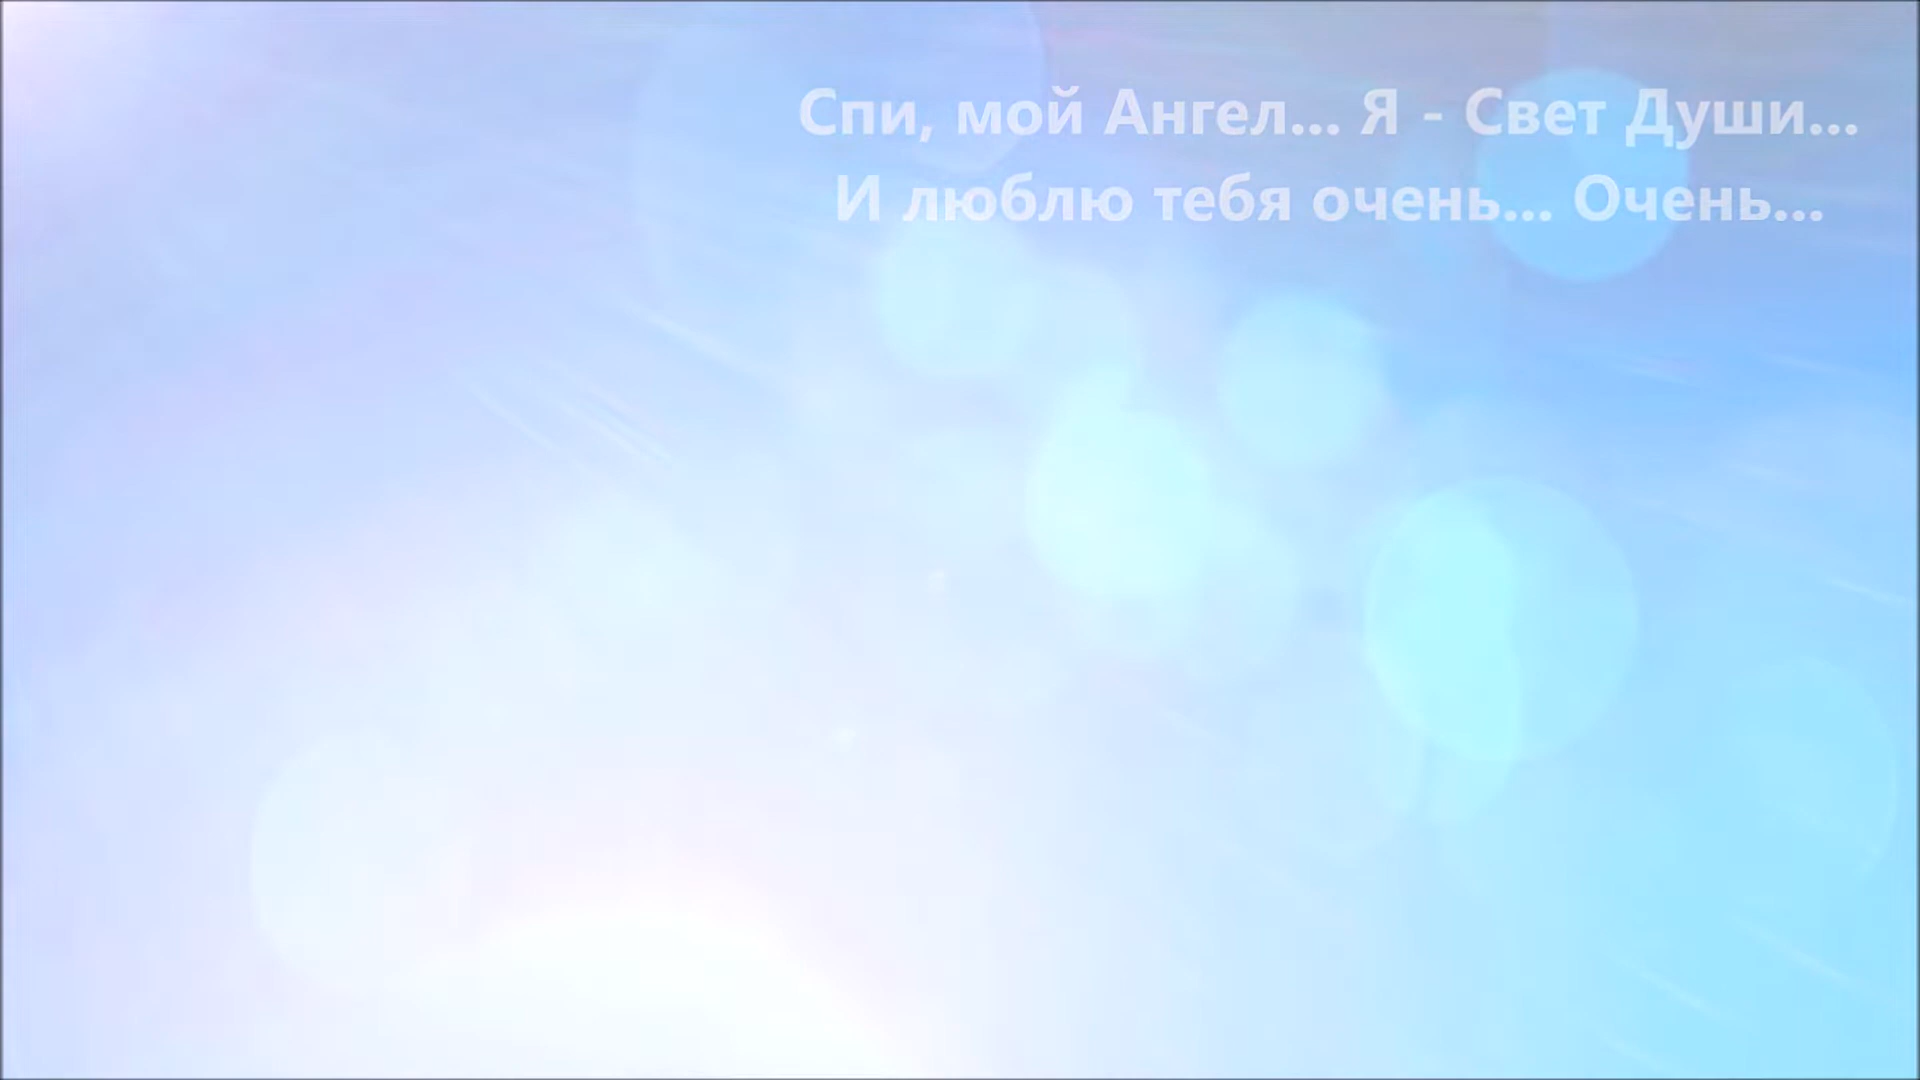 Спи, мой Ангел... Я - Свет Души...
И люблю тебя очень... Очень...